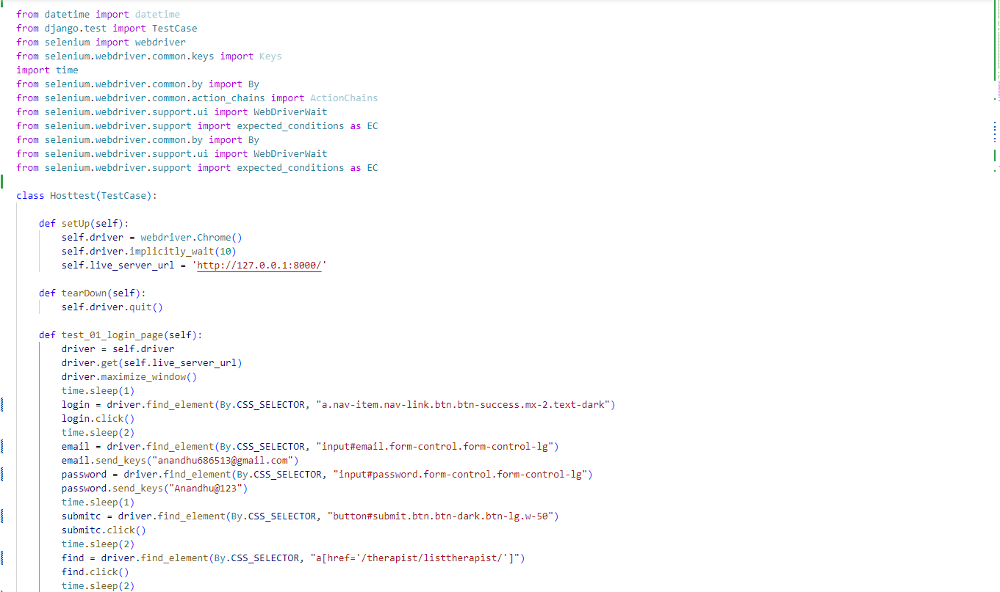 from datetime import datetime
from django.test import TestCase
from selenium import webdriver
from selenium.webdriver.common.keys import Keys
import time
from selenium.webdriver.common.by import By
from selenium.webdriver.common.action_chains import ActionChains
from selenium.webdriver.support.ui import WebDriverWait
from selenium.webdriver.support import expected_conditions as EC
from selenium.webdriver.common.by import By
from selenium.webdriver.support.ui import WebDriverWait
from selenium.webdriver.support import expected_conditions as EC

class Hosttest(TestCase):

    def setUp(self):
        self.driver = webdriver.Chrome()
        self.driver.implicitly_wait(10)
        self.live_server_url = 'http://127.0.0.1:8000/'

    def tearDown(self):
        self.driver.quit()

    def test_01_login_page(self):
        driver = self.driver
        driver.get(self.live_server_url)
        driver.maximize_window()
        time.sleep(1)
        login = driver.find_element(By.CSS_SELECTOR, "a.nav-item.nav-link.btn.btn-success.mx-2.text-dark")
        login.click()
        time.sleep(2)
        email = driver.find_element(By.CSS_SELECTOR, "input#email.form-control.form-control-lg")
        email.send_keys("anandhu686513@gmail.com")
        password = driver.find_element(By.CSS_SELECTOR, "input#password.form-control.form-control-lg")
        password.send_keys("Anandhu@123")
        time.sleep(1)
        submitc = driver.find_element(By.CSS_SELECTOR, "button#submit.btn.btn-dark.btn-lg.w-50")
        submitc.click()
        time.sleep(2)
        find = driver.find_element(By.CSS_SELECTOR, "a[href='/therapist/listtherapist/']")
        find.click()
        time.sleep(2)